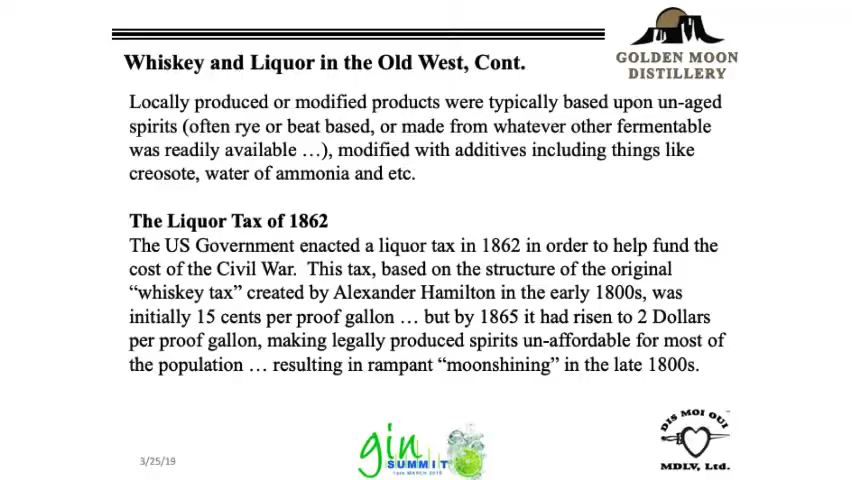 Whiskey and Liquor in the Old West, Cont.
GOLDEN MOON
DISTILLERY
Locally produced or modified products were typically based upon un-aged
spirits (often rye or beat based, or made from whatever other fermentable
was readily available …), modified with additives including things like
creosote, water of ammonia and etc.
The Liquor Tax of 1862
The US Government enacted a liquor tax in 1862 in order to help fund the
cost of the Civil War.  This tax, based on the structure of the original
“whiskey tax” created by Alexander Hamilton in the early 1800s, was
initially 15 cents per proof gallon … but by 1865 it had risen to 2 Dollars
per proof gallon, making legally produced spirits un-affordable for most of
the population … resulting in rampant “moonshining” in the late 1800s.
3/25/19
gin
SUMMIT
MARCH
DIS MOI OUI
MDLV, Ltd.